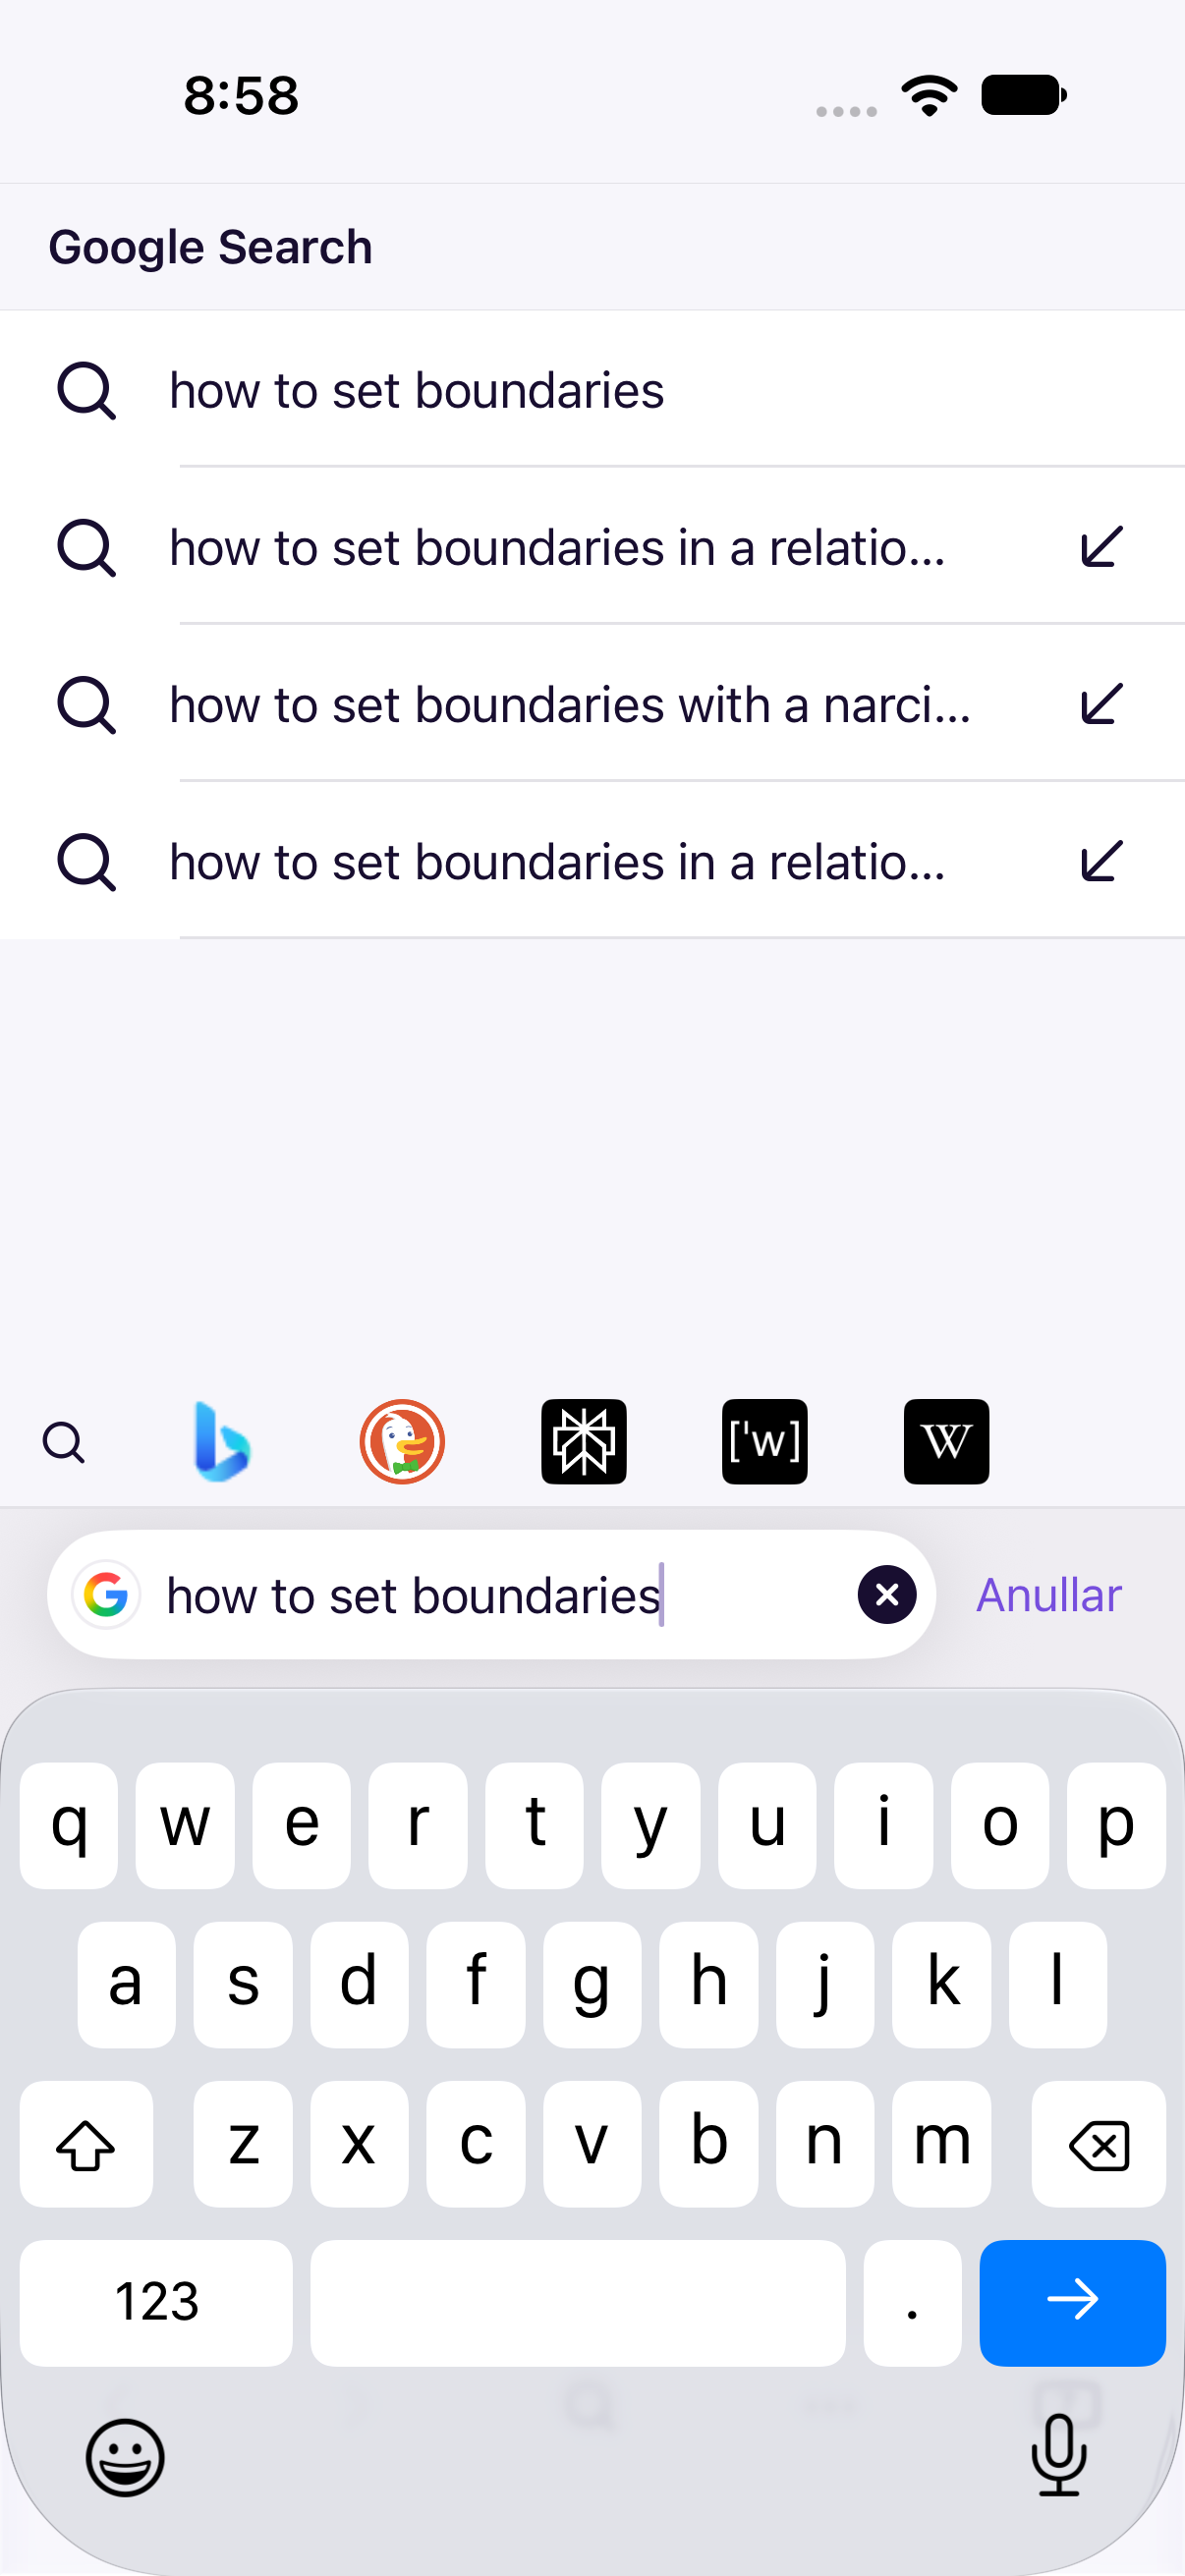 8:58
Google Search
how to set boundaries
how to set boundaries in a relatio...
how to set boundaries with a narci...
how to set boundaries in a relatio...
['w]
W
how to set boundaries
Anullar
q w e r t y u i o p
a s d f g h j k l
z x c v b n m
123 .